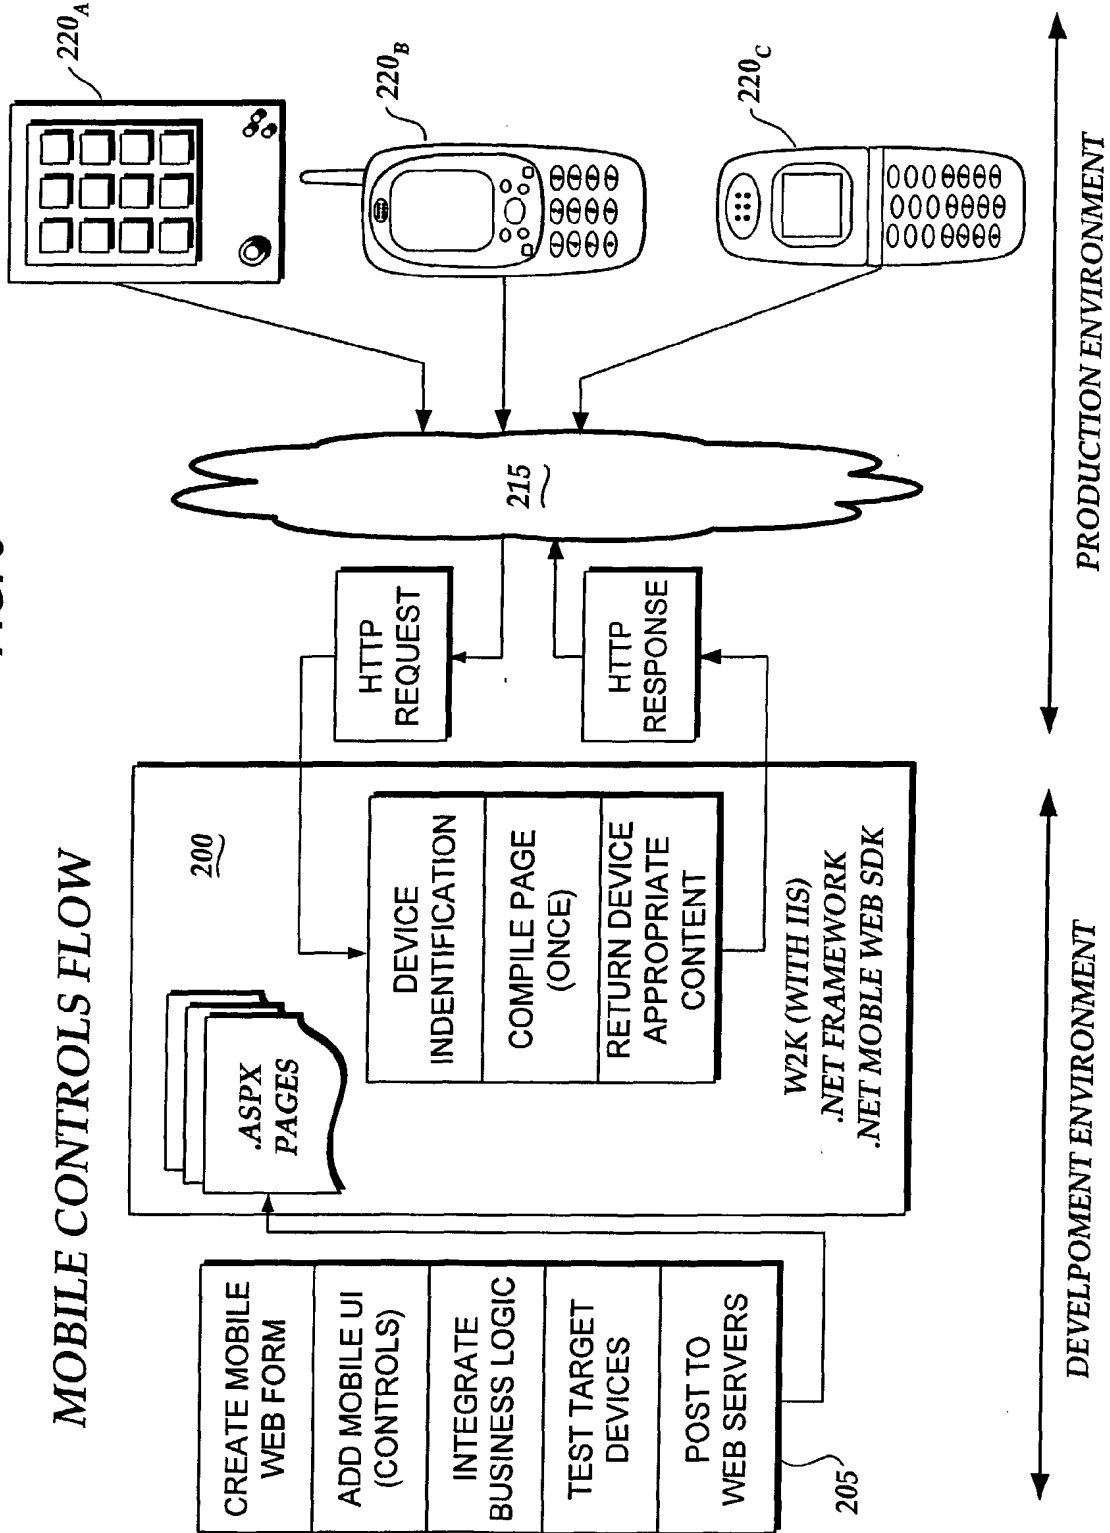 MOBILE CONTROLS FLOW
CREATE MOBILE
WEB FORM
ADD MOBILE UI
(CONTROLS)
INTEGRATE
BUSINESS LOGIC
TEST TARGET
DEVICES
POST TO
WEB SERVERS
205
.ASPX
PAGES
200
DEVICE
INDENTIFICATION
COMPILE PAGE
(ONCE)
RETURN DEVICE
APPROPRIATE
CONTENT
W2K (WITH IIS)
.NET FRAMEWORK
.NET MOBLE WEB SDK
HTTP
REQUEST
HTTP
RESPONSE
215
220A
220B
220C
DEVELPOMENT ENVIRONMENT
PRODUCTION ENVIRONMENT